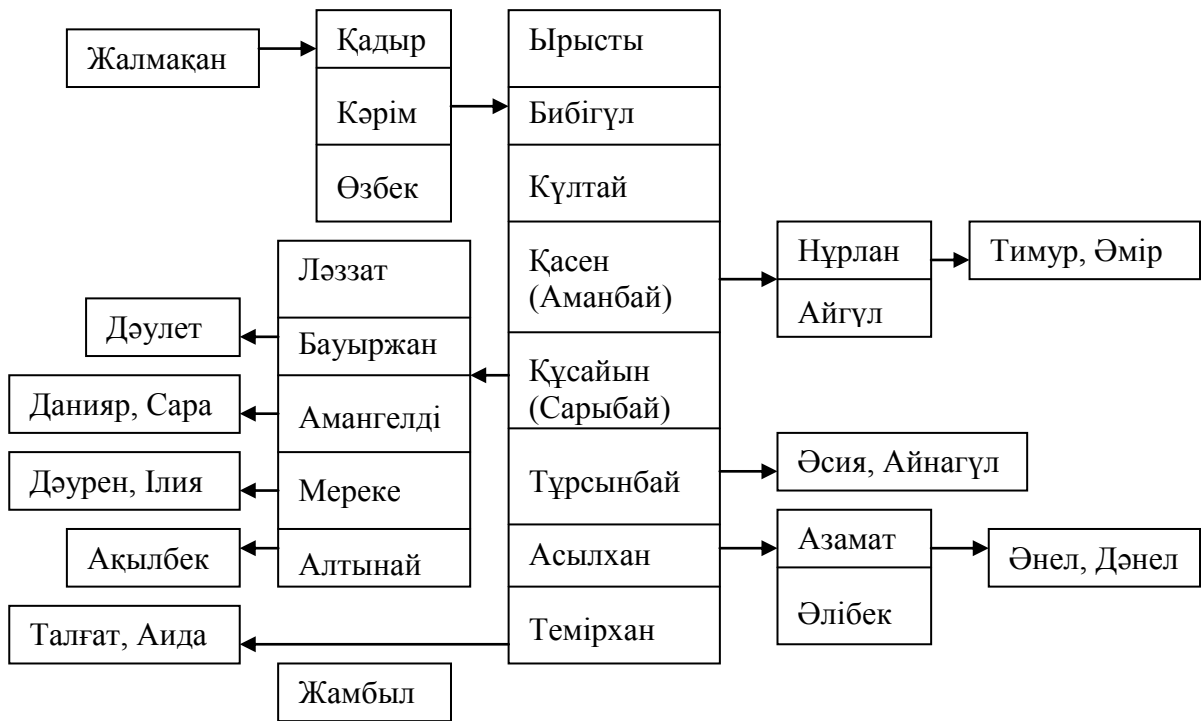 Жалмақан
Қадыр
Кәрім
Өзбек
Ырысты
Бибігүл
Күлтай
Қасен
(Аманбай)
Құсайын
(Сарыбай)
Тұрсынбай
Асылхан
Темірхан
Нұрлан
Айгүл
Тимур, Әмір
Ләззат
Бауыржан
Амангелді
Мереке
Алтынай
Дәулет
Данияр, Сара
Дәурен, Ілия
Ақылбек
Талғат, Аида
Жамбыл
Әсия, Айнагүл
Азамат
Әлібек
Әнел, Дәнел